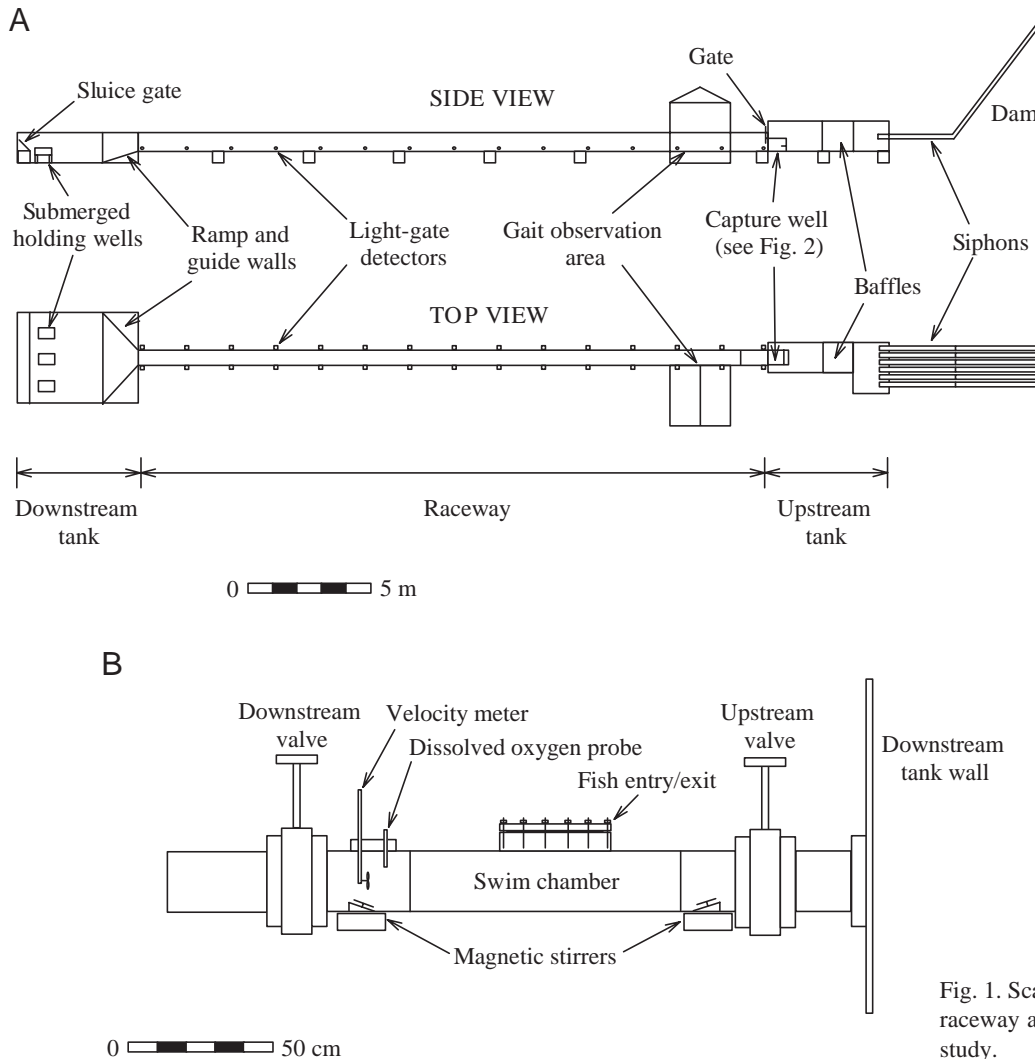 A
Gate
Sluice gate
SIDE VIEW
Dam
Submerged
holding wells
Ramp and
guide walls
Light-gate
detectors
Gait observation
area
Capture well
(see Fig. 2)
Siphons
Baffles
TOP VIEW
Downstream
tank
Raceway
Upstream
tank
0
5 m
B
Downstream
valve
Velocity meter
Dissolved oxygen probe
Fish entry/exit
Upstream
valve
Downstream
tank wall
Swim chamber
Magnetic stirrers
0
50 cm
Fig. 1. Sca
raceway a
study.